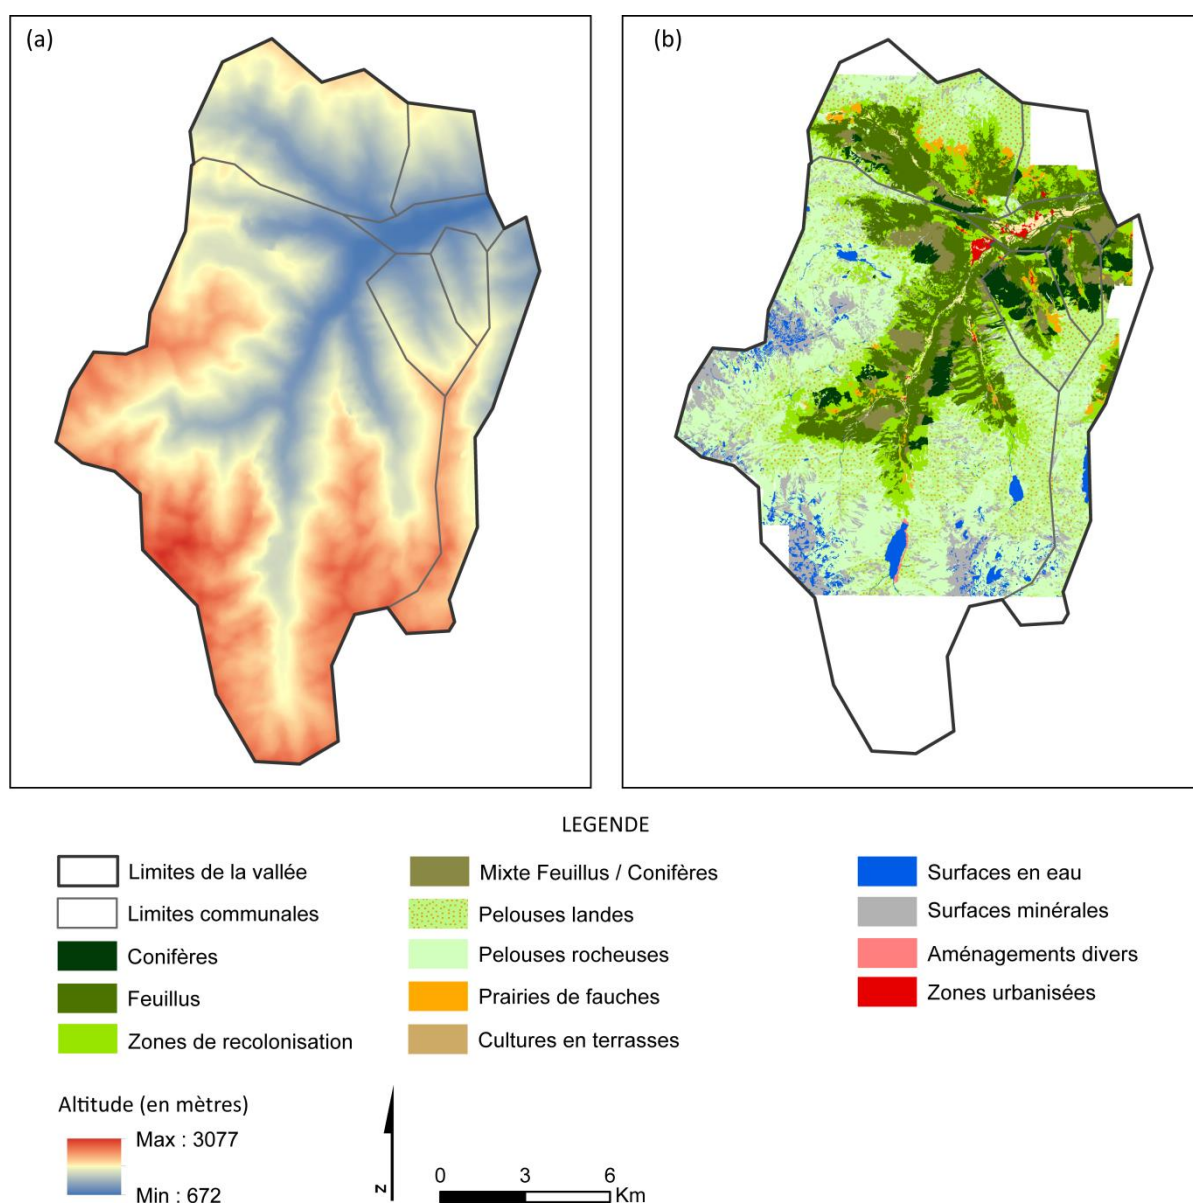 (a)
(b)
LEGENDE
Limites de la vallée
Limites communales
Conifères
Feuillus
Zones de recolonisation
Mixte Feuillus / Conifères
Pelouses landes
Pelouses rocheuses
Prairies de fauches
Cultures en terrasses
Surfaces en eau
Surfaces minérales
Aménagements divers
Zones urbanisées
Altitude (en mètres)
Max : 3077
Min : 672
N
0 3 6
Km